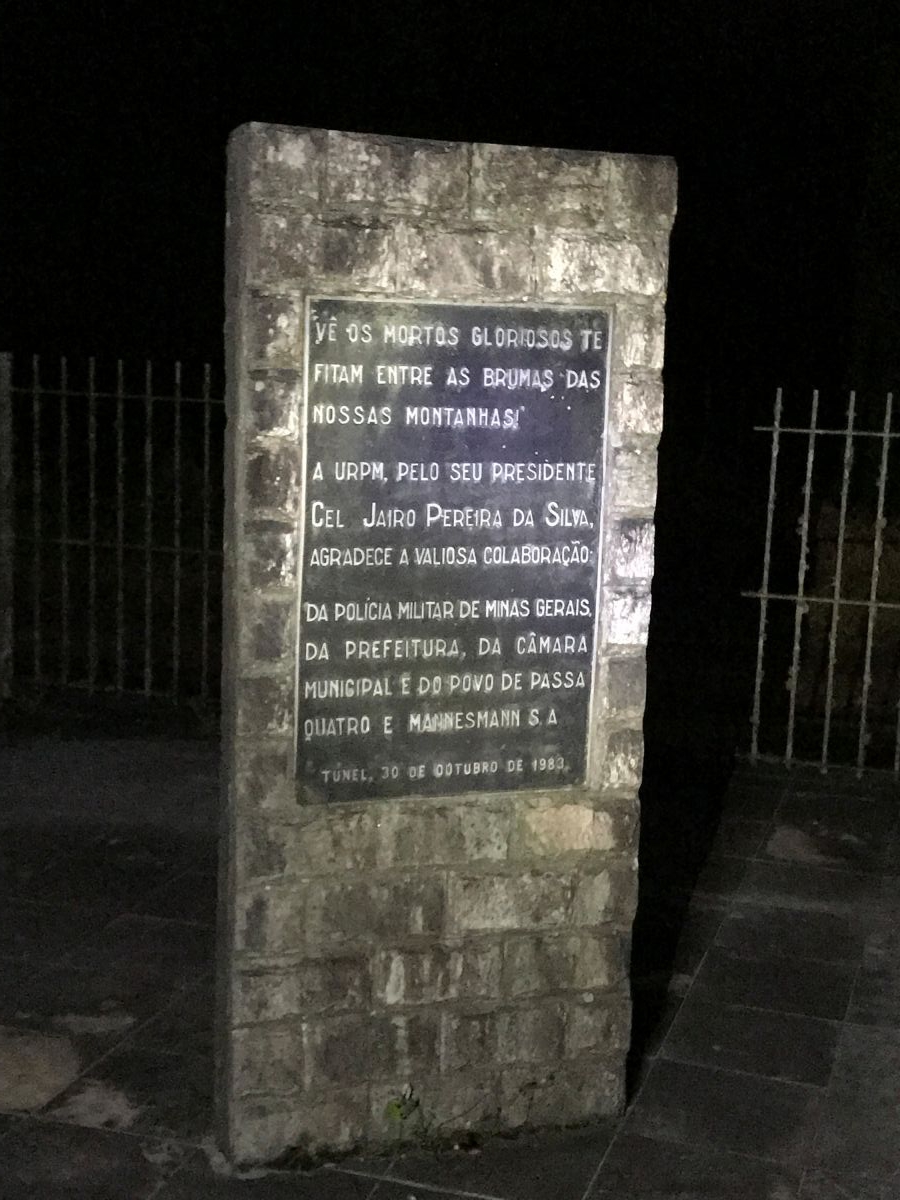 VÊ OS MORTOS GLORIOSOS TE
FITAM ENTRE AS BRUMAS DAS
NOSSAS MONTANHAS!
A URPM, PELO SEU PRESIDENTE
CEL JAIRO PEREIRA DA SILVA,
AGRADECE A VALIOSA COLABORAÇÃO:
DA POLÍCIA MILITAR DE MINAS GERAIS,
DA PREFEITURA, DA CÂMARA
MUNICIPAL E DO POVO DE PASSA
QUATRO E MANNESMANN S A
TUNEL, 30 DE OUTUBRO DE 1983.